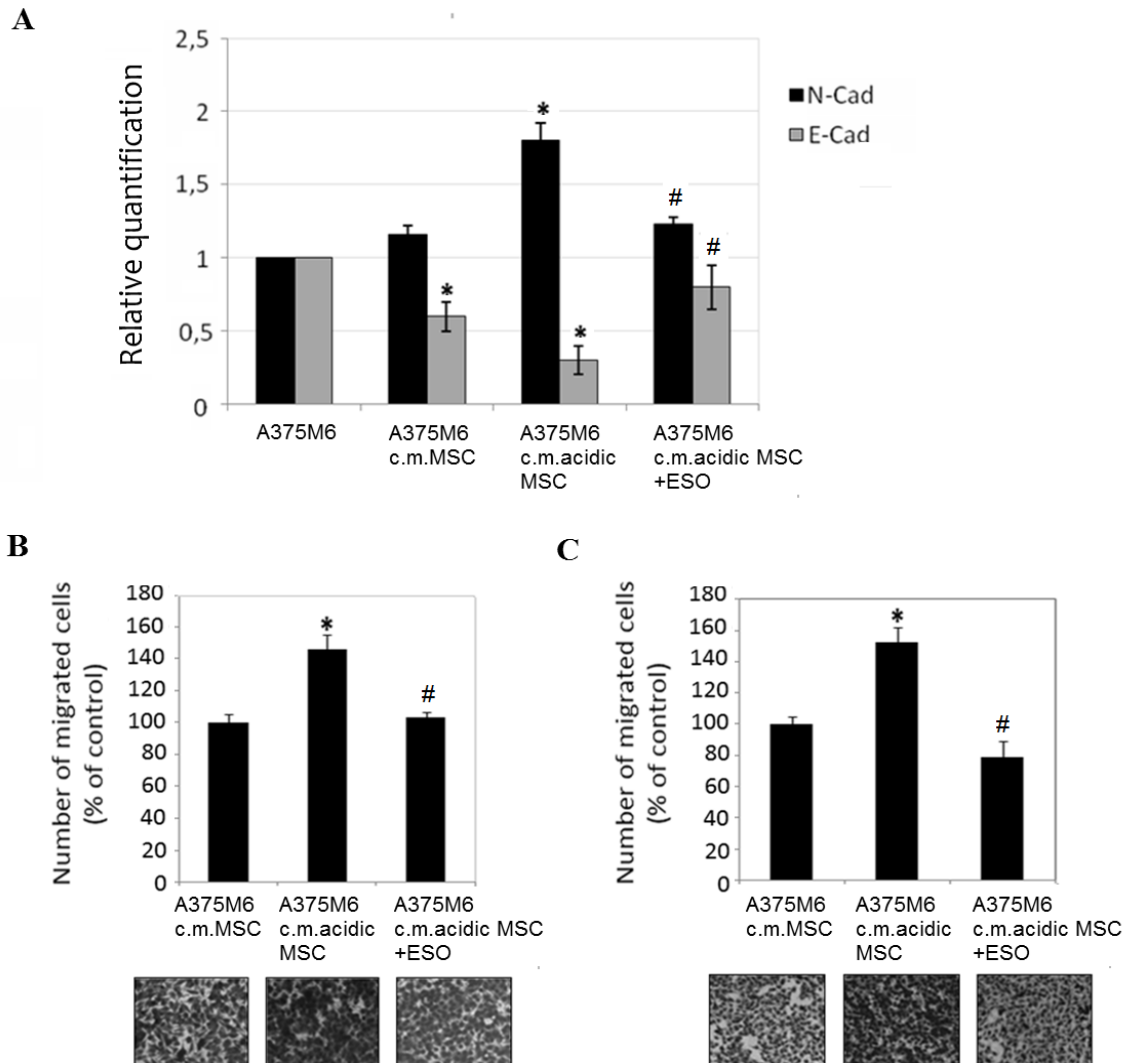 A
Relative quantification
2,5
2
1,5
1
0,5
0
*
*
*
*
#
#
N-Cad
E-Cad
A375M6
A375M6
c.m.MSC
A375M6
c.m.acidic
MSC
A375M6
c.m.acidic MSC
+ESO
B
Number of migrated cells
(% of control)
180
160
140
120
100
80
60
40
20
0
*
#
A375M6
c.m.MSC
A375M6
c.m.acidic
MSC
A375M6
c.m.acidic MSC
+ESO
C
Number of migrated cells
(% of control)
180
160
140
120
100
80
60
40
20
0
*
#
A375M6
c.m.MSC
A375M6
c.m.acidic
MSC
A375M6
c.m.acidic MSC
+ESO